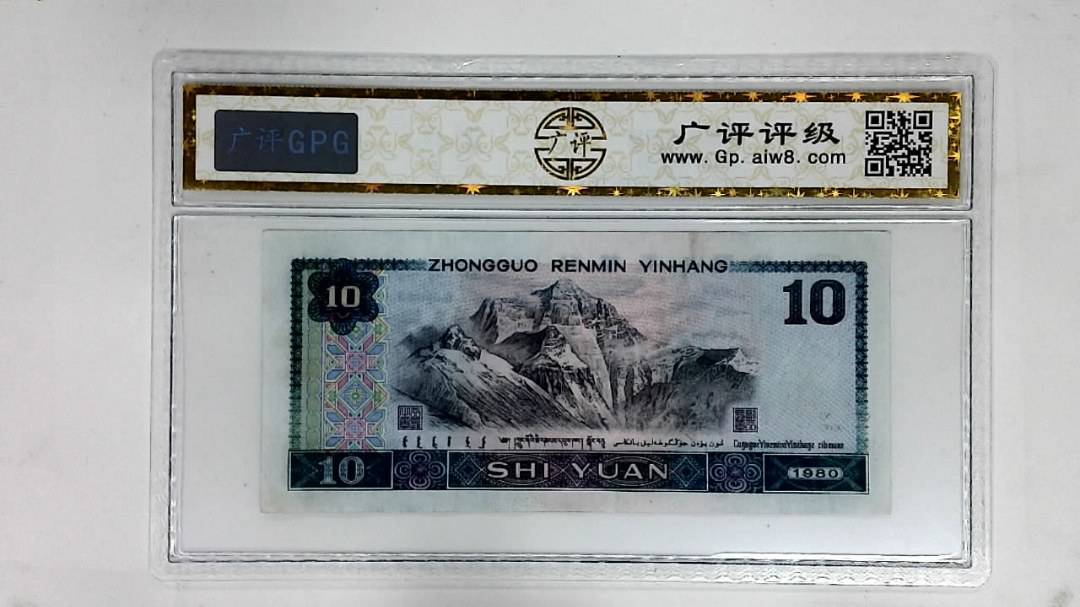 广评GPG
广评
广评评级
www.Gp.aiw8.com
ZHONGGUO RENMIN YINHANG
10
10
10
SHI YUAN
1980